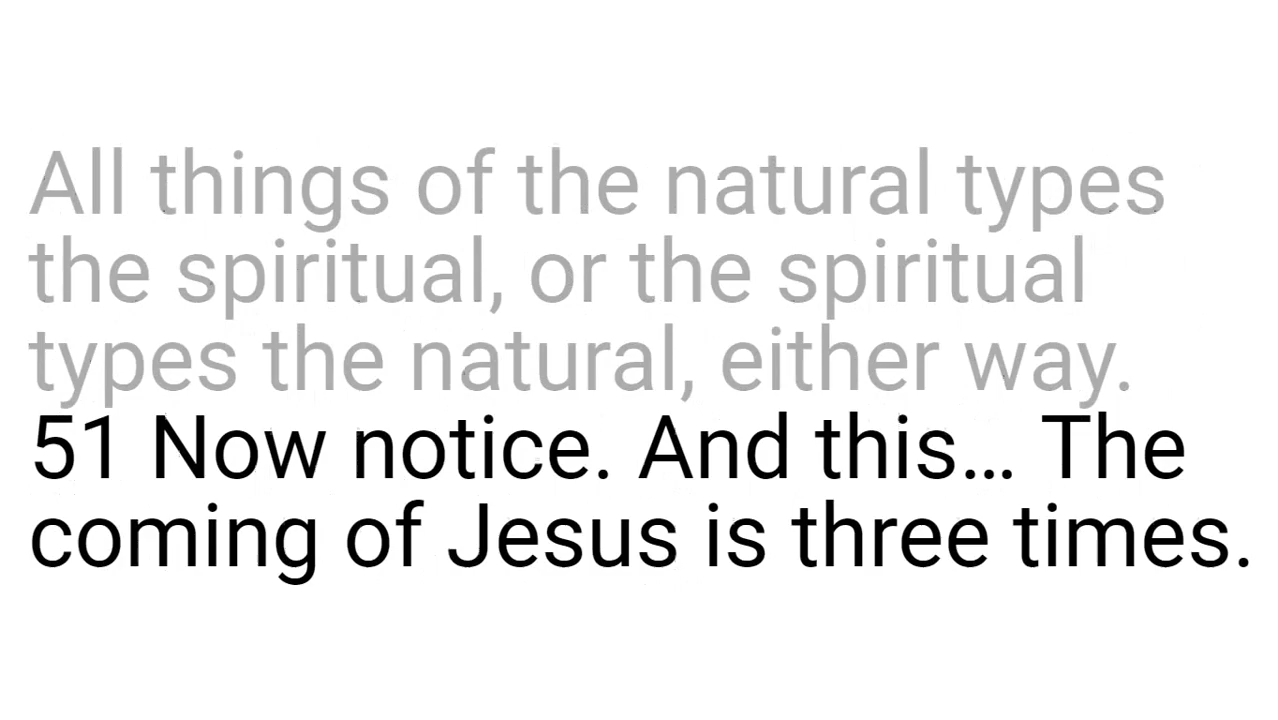 All things of the natural types
the spiritual, or the spiritual
types the natural, either way.
51 Now notice. And this… The
coming of Jesus is three times.